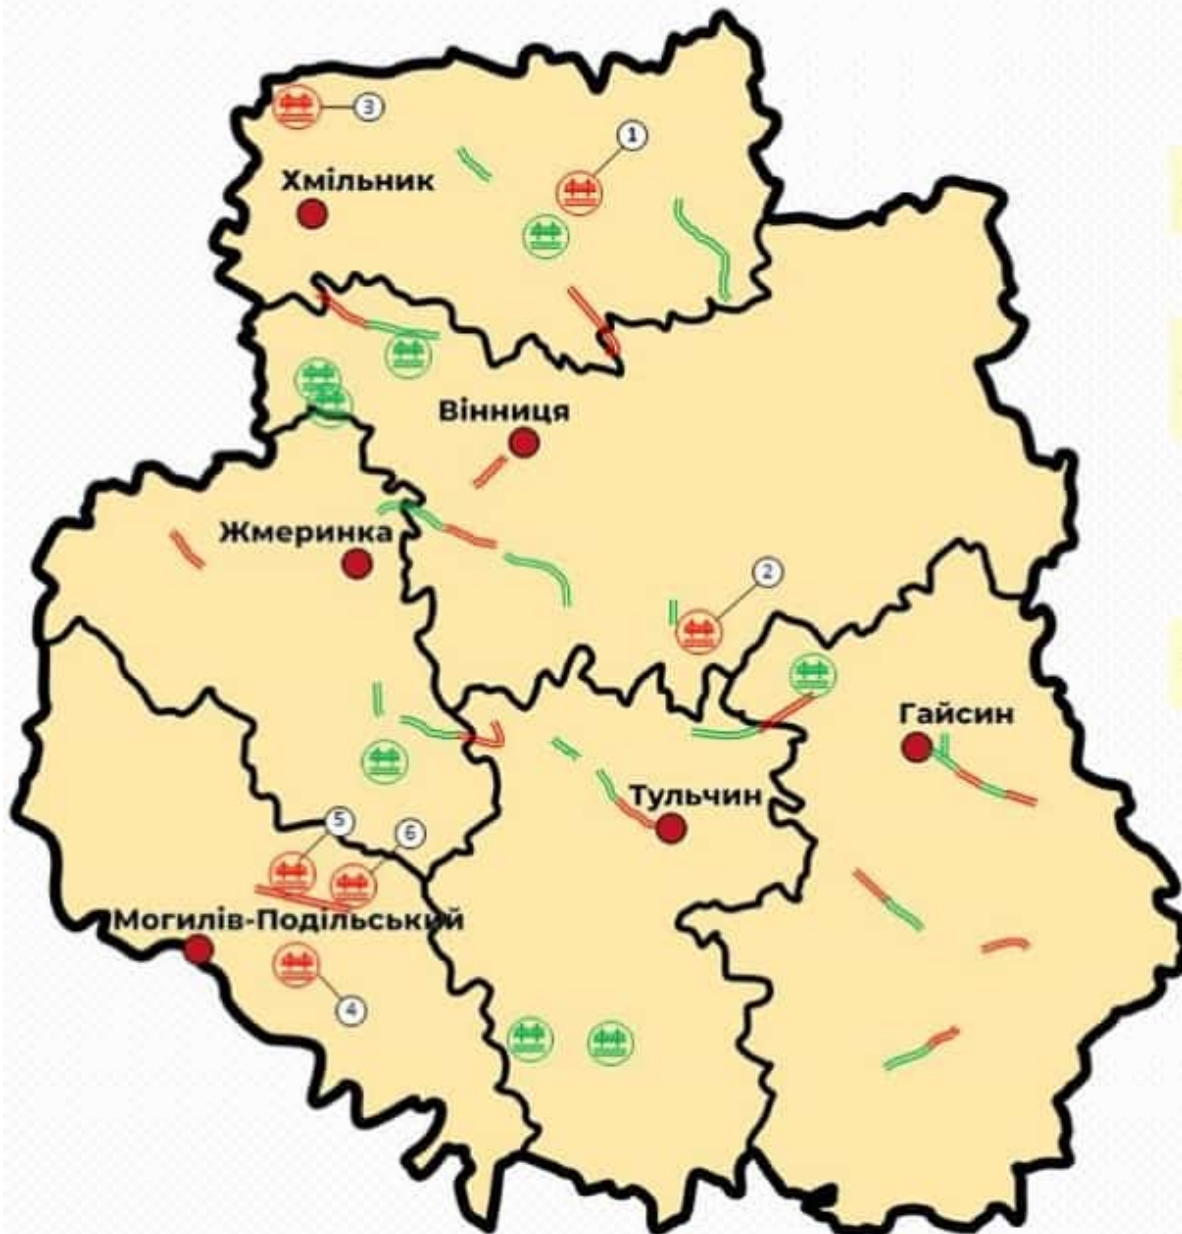 3
1
Хмільник
Вінниця
Жмеринка
2
Гайсин
Тульчин
5
6
Могилів-Подільський
4